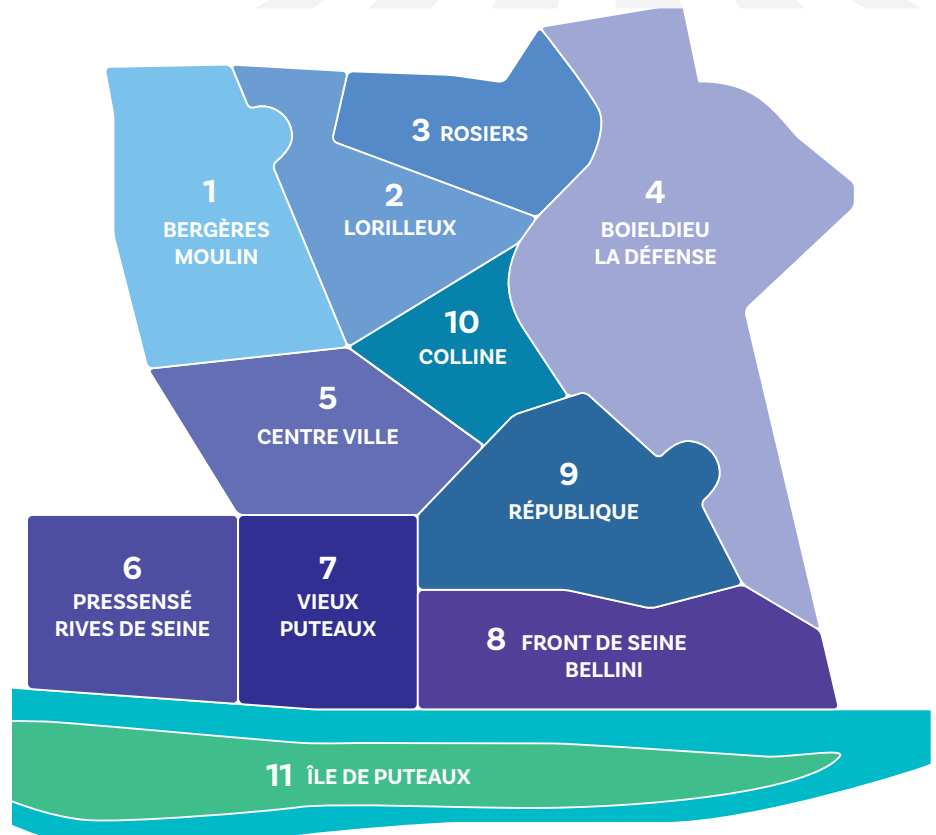 3 ROSIERS
1
BERGÈRES
MOULIN
2
LORILLEUX
4
BOIELDIEU
LA DÉFENSE
10
COLLINE
5
CENTRE VILLE
9
RÉPUBLIQUE
6
PRESSENSÉ
RIVES DE SEINE
7
VIEUX
PUTEAUX
8 FRONT DE SEINE
BELLINI
11 ÎLE DE PUTEAUX